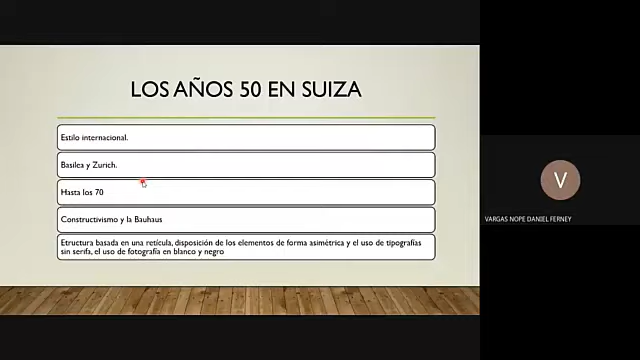 LOS AÑOS 50 EN SUIZA
Estilo internacional.
Basilea y Zurich.
Hasta los 70
Constructivismo y la Bauhaus
Estructura basada en una retícula, disposición de los elementos de forma asimétrica y el uso de tipografías
sin serifa, el uso de fotografía en blanco y negro
V
VARGAS NOPE DANIEL FERNEY